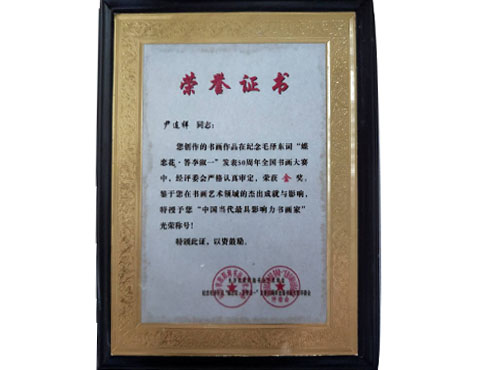 荣誉证书
同志:
您创作的书画作品在纪念毛泽东词“蝶
恋花·答李淑一”发表50周年全国书画大赛
中,经评委会严格认真审定,荣获 金 奖。
鉴于您在书画艺术领域的杰出成就与影响,
特授予您“中国当代最具影响力书画家”
光荣称号!
特颁此证,以资鼓励。